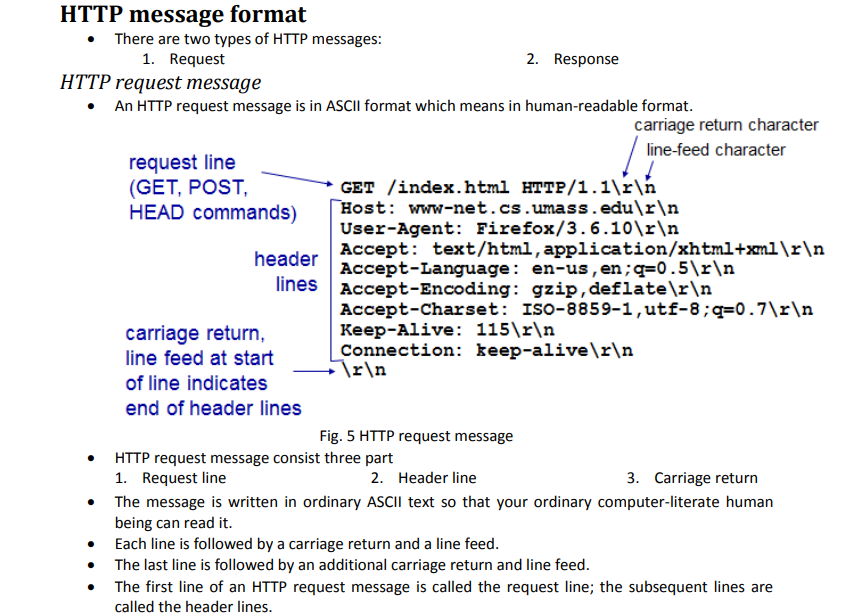 HTTP message format
• There are two types of HTTP messages:
1. Request 2. Response
HTTP request message
• An HTTP request message is in ASCII format which means in human-readable format.
carriage return character
line-feed character
request line
(GET, POST,
HEAD commands)
GET /index.html HTTP/1.1\r\n
Host: www-net.cs.umass.edu\r\n
User-Agent: Firefox/3.6.10\r\n
Accept: text/html,application/xhtml+xml\r\n
Accept-Language: en-us,en;q=0.5\r\n
Accept-Encoding: gzip,deflate\r\n
Accept-Charset: ISO-8859-1,utf-8;q=0.7\r\n
Keep-Alive: 115\r\n
Connection: keep-alive\r\n
\r\n
header
lines
carriage return,
line feed at start
of line indicates
end of header lines
Fig. 5 HTTP request message
• HTTP request message consist three part
1. Request line 2. Header line 3. Carriage return
• The message is written in ordinary ASCII text so that your ordinary computer-literate human
being can read it.
• Each line is followed by a carriage return and a line feed.
• The last line is followed by an additional carriage return and line feed.
• The first line of an HTTP request message is called the request line; the subsequent lines are
called the header lines.